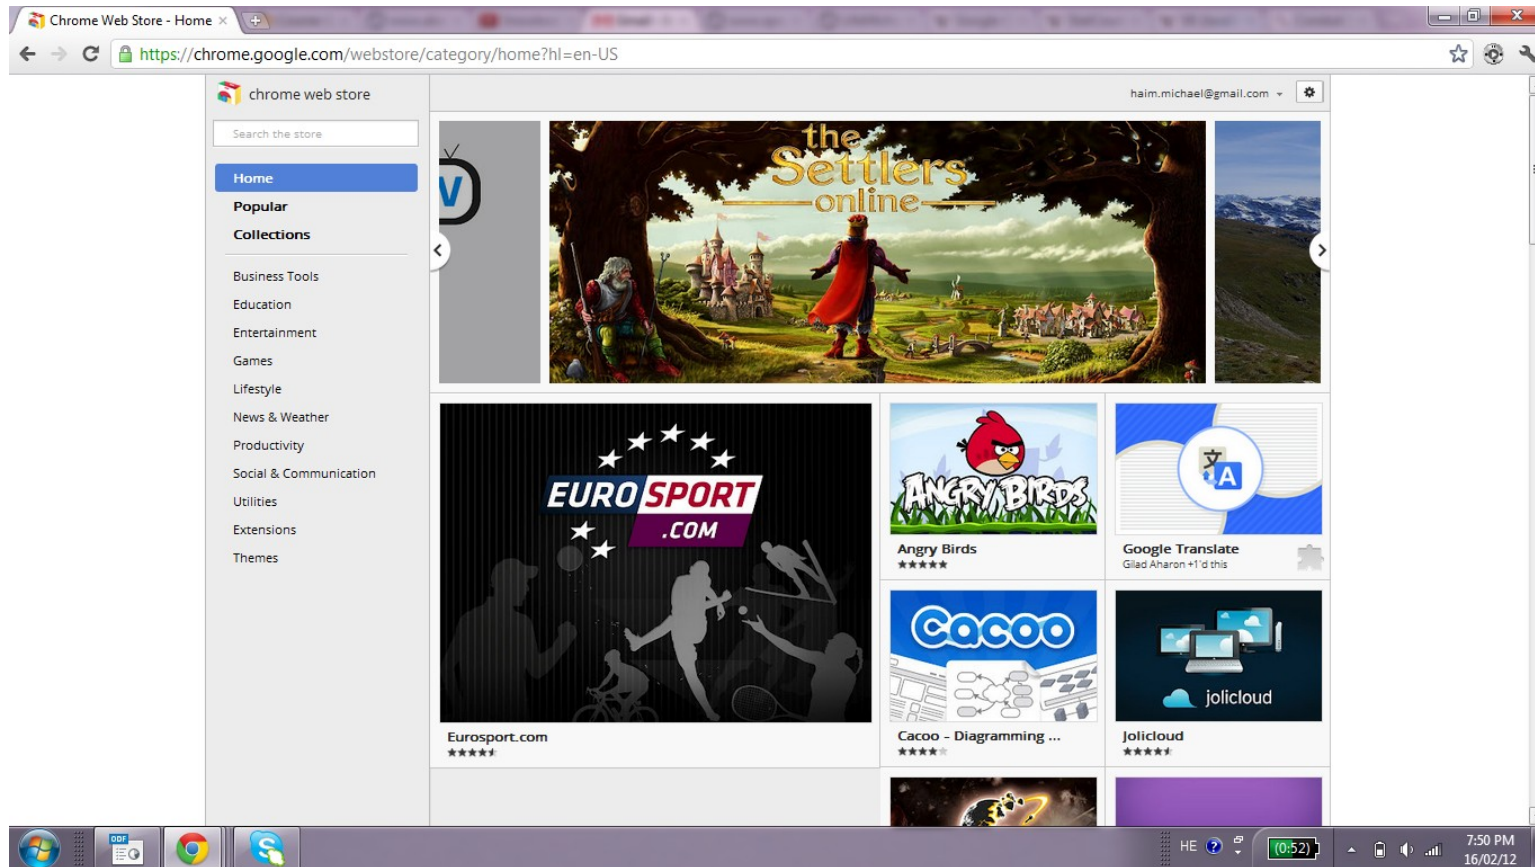 Chrome Web Store - Home
https://chrome.google.com/webstore/category/home?hl=en-US
chrome web store
haim.michael@gmail.com
Search the store
Home
Popular
Collections
Business Tools
Education
Entertainment
Games
Lifestyle
News & Weather
Productivity
Social & Communication
Utilities
Extensions
Themes
V
the
Settlers
online
EUROSPORT
.COM
Eurosport.com
ANGRY BIRDS
Angry Birds
文
A
Google Translate
Gilad Aharon +1'd this
Cacoo
Cacoo - Diagramming ...
jolicloud
Jolicloud
ODF
HE
(0:52)
7:50 PM
16/02/12